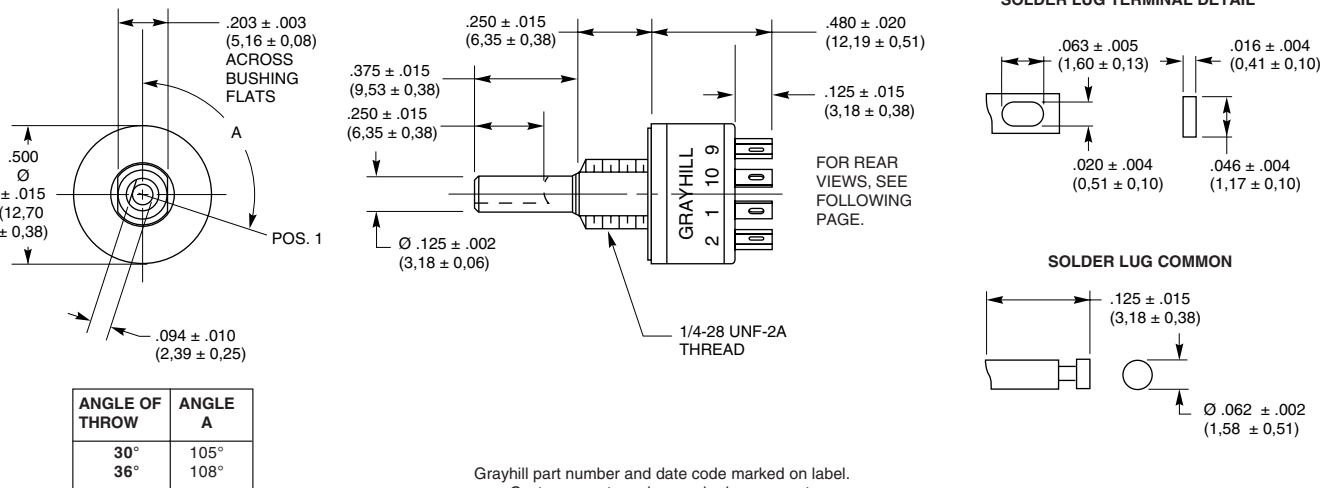 .203 ± .003
(5,16 ± 0,08)
ACROSS
BUSHING
FLATS
A
.500
Ø
± .015
(12,70
± 0,38)
POS. 1
.094 ± .010
(2,39 ± 0,25)
ANGLE OF THROW ANGLE A
30° 105°
36° 108°
.250 ± .015
(6,35 ± 0,38)
.480 ± .020
(12,19 ± 0,51)
.375 ± .015
(9,53 ± 0,38)
.125 ± .015
(3,18 ± 0,38)
.250 ± .015
(6,35 ± 0,38)
GRAYHILL
2 1 10 9
FOR REAR
VIEWS, SEE
FOLLOWING
PAGE.
Ø .125 ± .002
(3,18 ± 0,06)
1/4-28 UNF-2A
THREAD
Grayhill part number and date code marked on label.
SOLDER LUG TERMINAL DETAIL
.063 ± .005
(1,60 ± 0,13)
.016 ± .004
(0,41 ± 0,10)
.020 ± .004
(0,51 ± 0,10)
.046 ± .004
(1,17 ± 0,10)
SOLDER LUG COMMON
.125 ± .015
(3,18 ± 0,38)
Ø .062 ± .002
(1,58 ± 0,51)